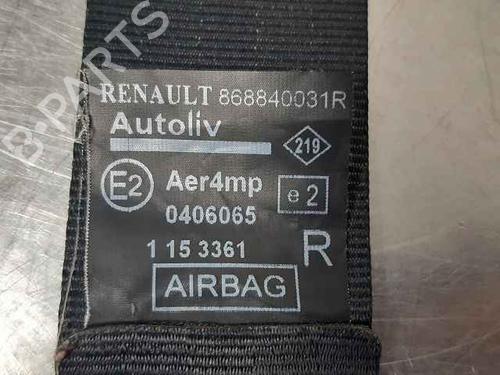 B-PARTS
RENAULT 868840031R
Autoliv
219
E2 Aer4mp e2
0406065
1 15 3361 R
AIRBAG